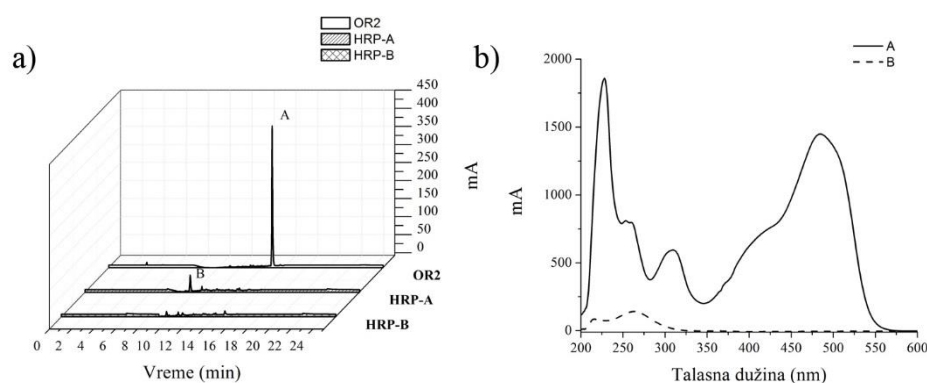 a)
OR2
HRP-A
HRP-B
A
B
450
400
350
300
250
200
150
100
50
0
mA
OR2
HRP-A
HRP-B
0 2 4 6 8 10 12 14 16 18 20 22 24
Vreme (min)
b)
A
B
2000
1500
1000
500
0
mA
200 250 300 350 400 450 500 550 600
Talasna dužina (nm)